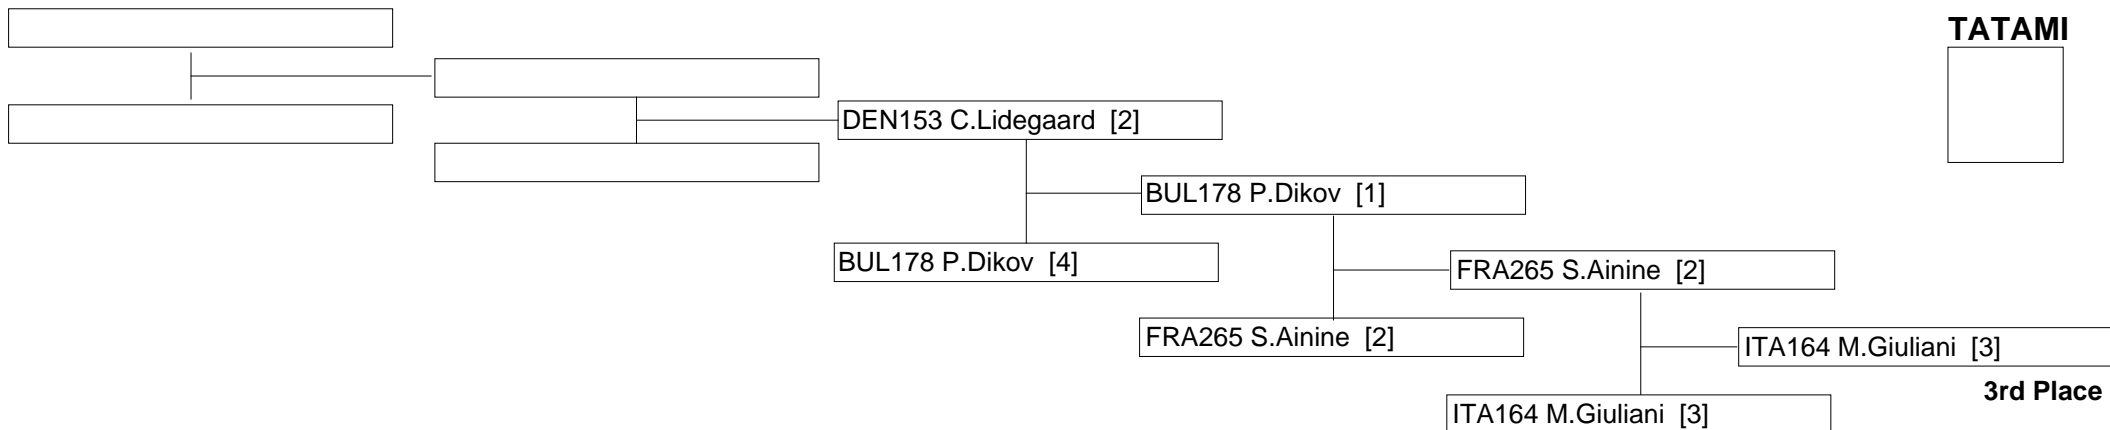 TATAMI
DEN153 C.Lidegaard [2]
BUL178 P.Dikov [1]
BUL178 P.Dikov [4]
FRA265 S.Ainine [2]
FRA265 S.Ainine [2]
ITA164 M.Giuliani [3]
3rd Place
ITA164 M.Giuliani [3]